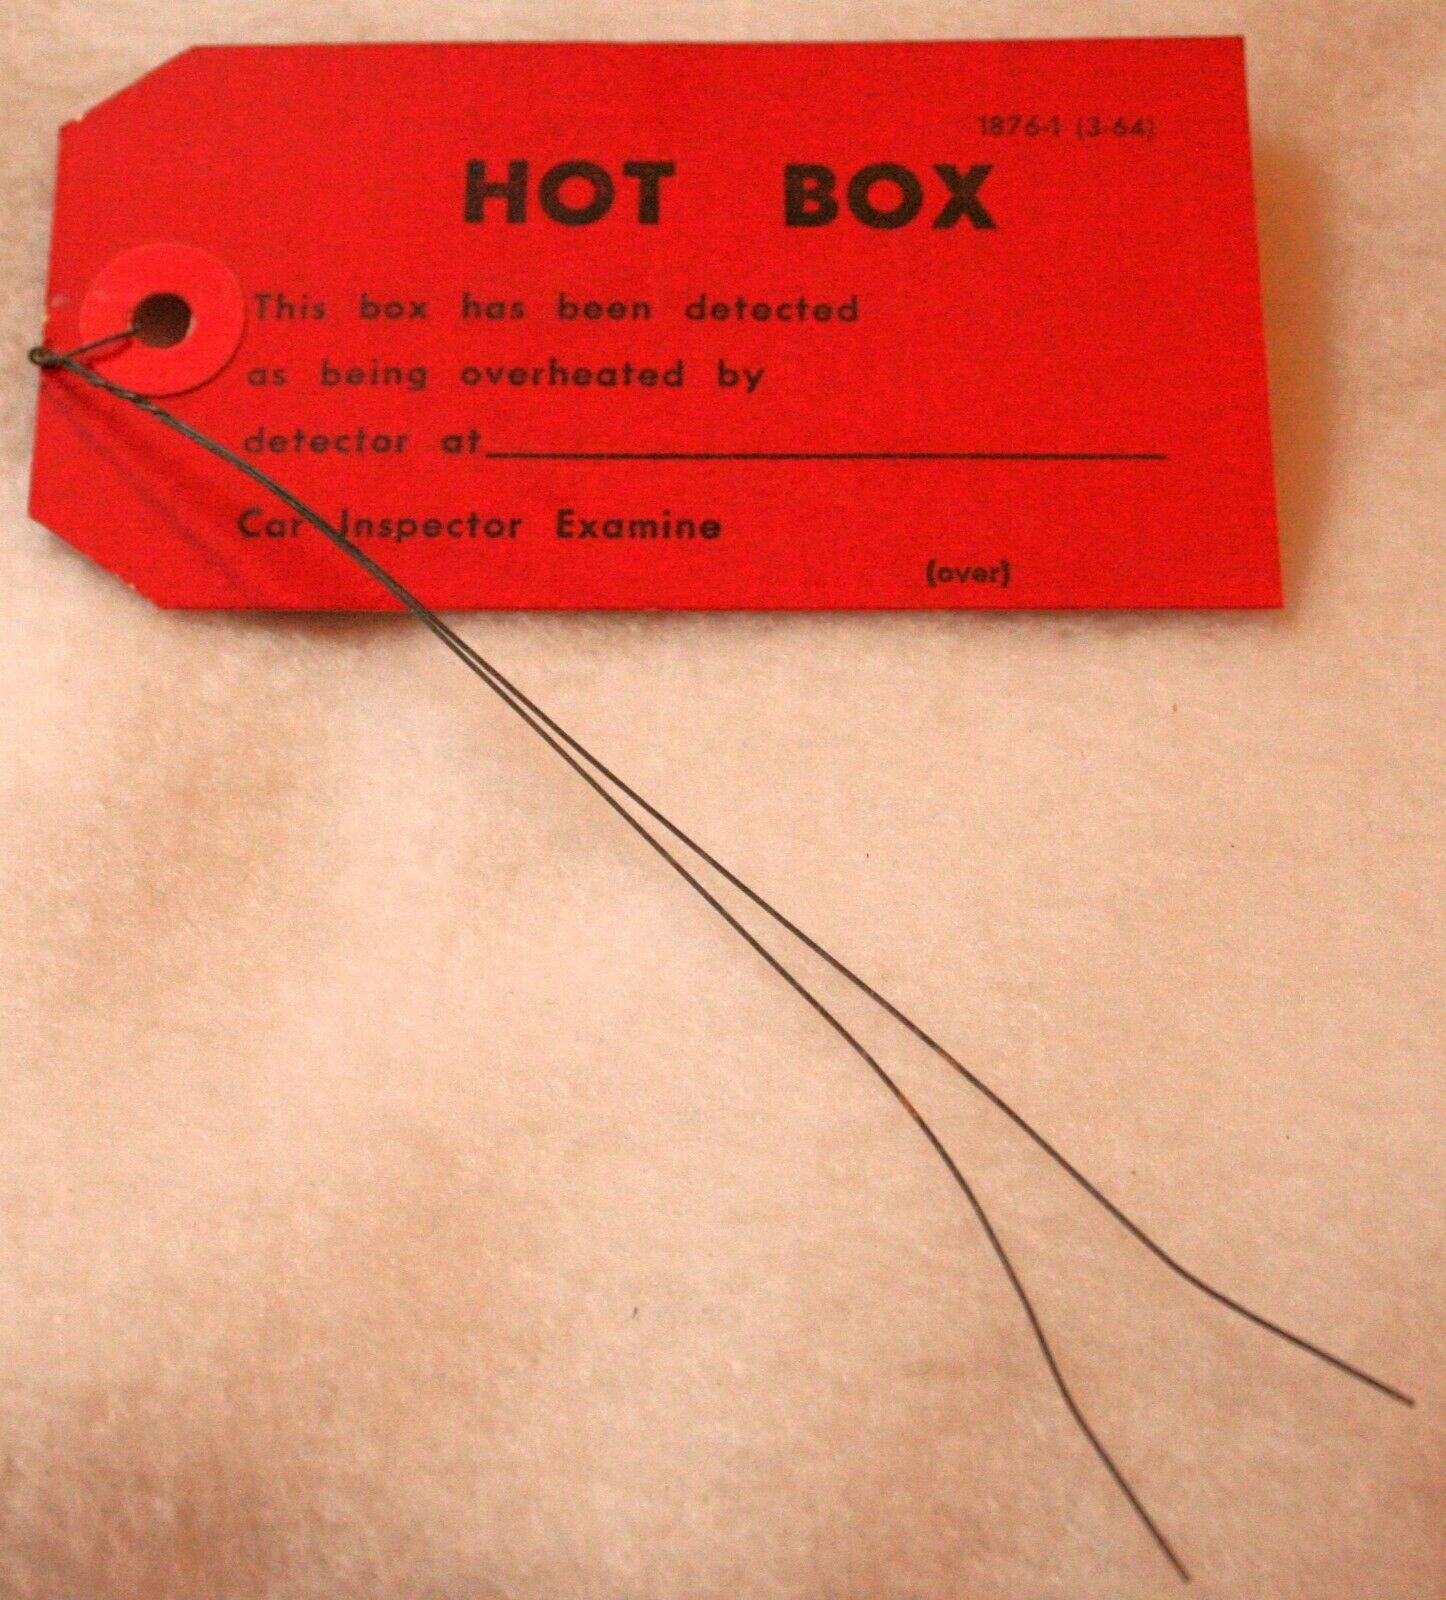 1876-1 (3-64)
HOT BOX
This box has been detected
as being overheated by
detector at
Car Inspector Examine
(over)